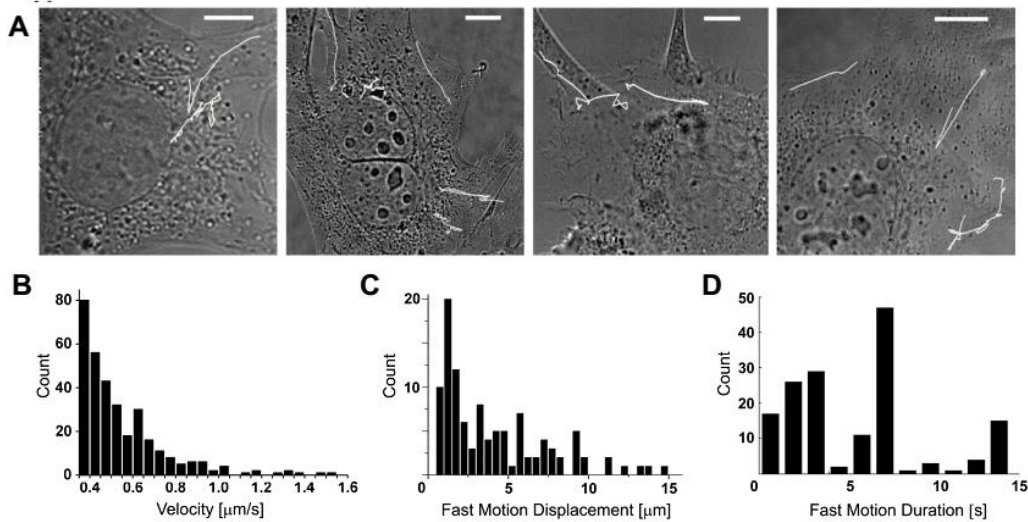 A
B
80
60
40
20
0
Count
0.4 0.6 0.8 1.0 1.2 1.4 1.6
Velocity [μm/s]
C
20
10
Count
0 5 10 15
Fast Motion Displacement [μm]
D
50
40
30
20
10
Count
0 5 10 15
Fast Motion Duration [s]